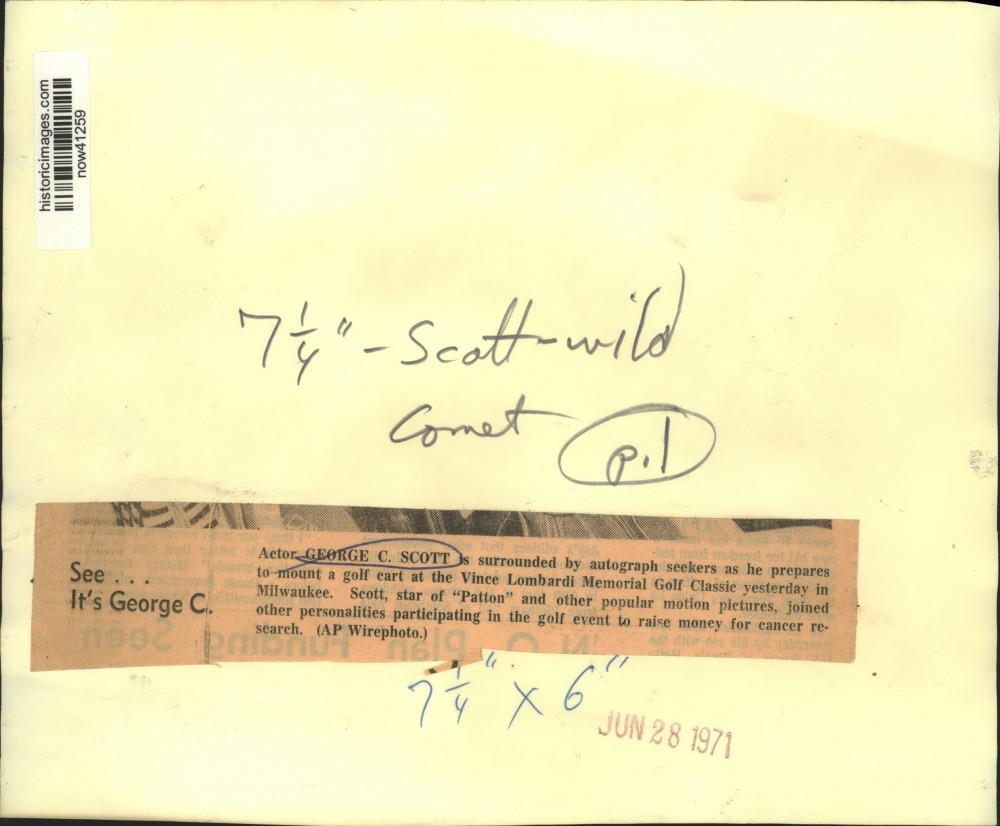 historicimages.com
now41259
7 1/4" - Scott - wild
Comet p.1
See . . .
It's George C.
Actor GEORGE C. SCOTT is surrounded by autograph seekers as he prepares
to mount a golf cart at the Vince Lombardi Memorial Golf Classic yesterday in
Milwaukee. Scott, star of "Patton" and other popular motion pictures, joined
other personalities participating in the golf event to raise money for cancer re-
search. (AP Wirephoto.)
N.O. Plan Funding Seen
7 1/4" X 6"
JUN 28 1971